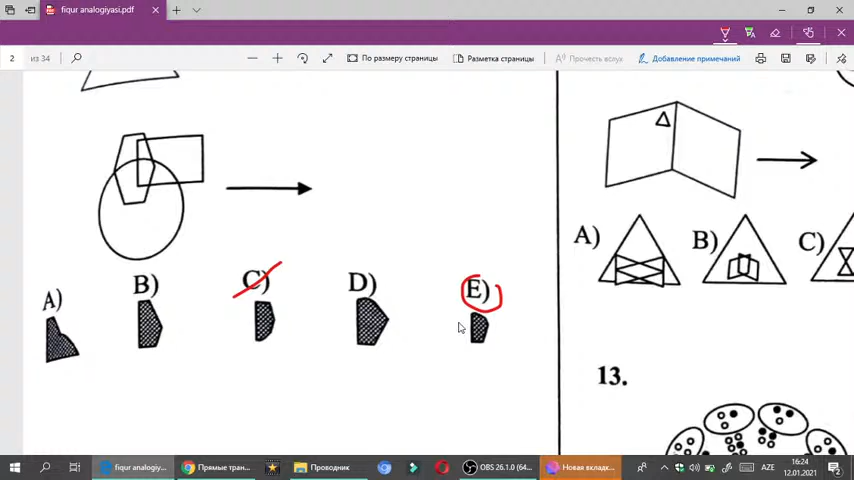 fiqur analogiyasi.pdf
2
из 34
По размеру страницы
Разметка страницы
Прочесть вслух
Добавление примечаний
A)
B)
C)
D)
E)
A)
B)
C)
13.
fiqur analogiy...
Прямые тран...
Проводник
OBS 26.1.0 (64...
Новая вкладк...
AZE
16:24
12.01.2021
2